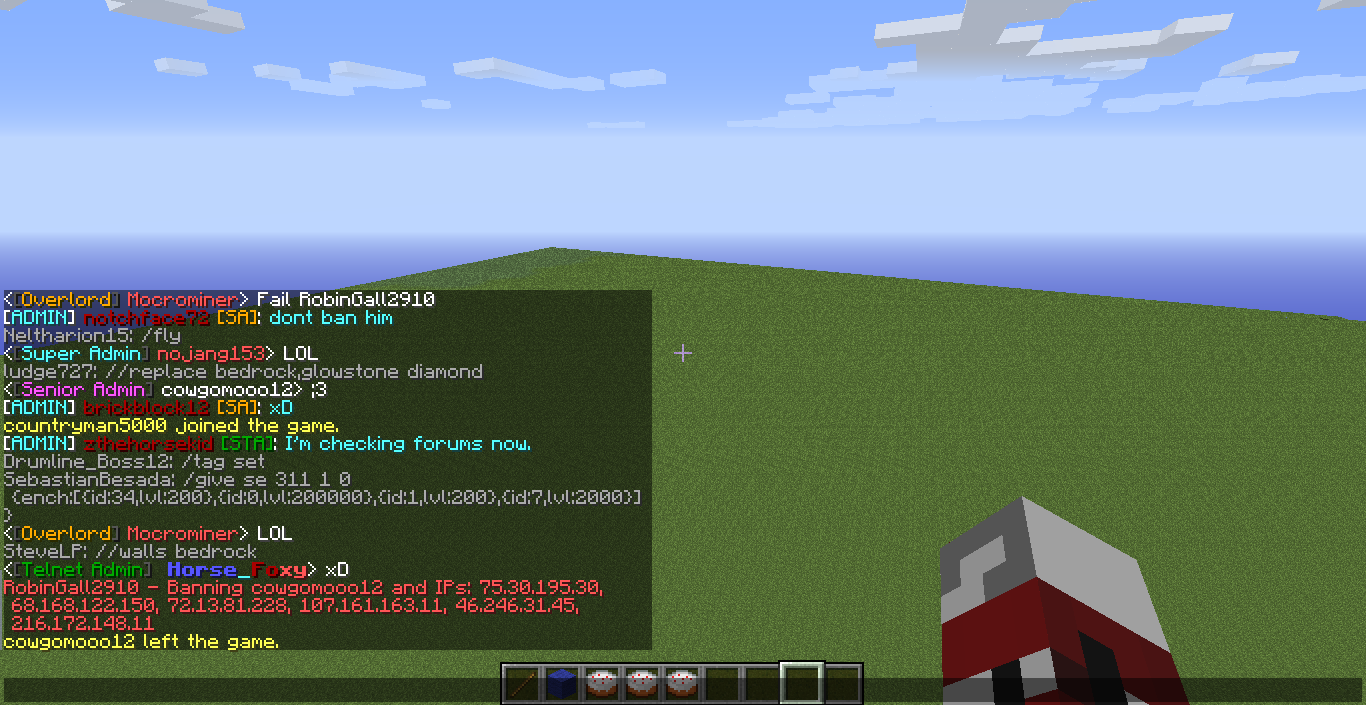 <[Overlord] Mocrominer> Fail RobinGall2910
[ADMIN] notchface72 [SA]: dont ban him
Neltharion15: /fly
<[Super Admin] nojang153> LOL
ludge727: //replace bedrock,glowstone diamond
<[Senior Admin] cowgomooo12> ;3
[ADMIN] brickblock12 [SA]: xD
countryman5000 joined the game.
[ADMIN] zthehorsekid [STA]: I'm checking forums now.
Drumline_Boss12: /tag set
SebastianBesada: /give se 311 1 0
{ench:[{id:34,lvl:200},{id:0,lvl:200000},{id:1,lvl:200},{id:7,lvl:2000}]
}
<[Overlord] Mocrominer> LOL
SteveLP: //walls bedrock
<[Telnet Admin] Horse_Foxy> xD
RobinGall2910 - Banning cowgomooo12 and IPs: 75.30.195.30,
68.168.122.150, 72.13.81.228, 107.161.163.11, 46.246.31.45,
216.172.148.11
cowgomooo12 left the game.